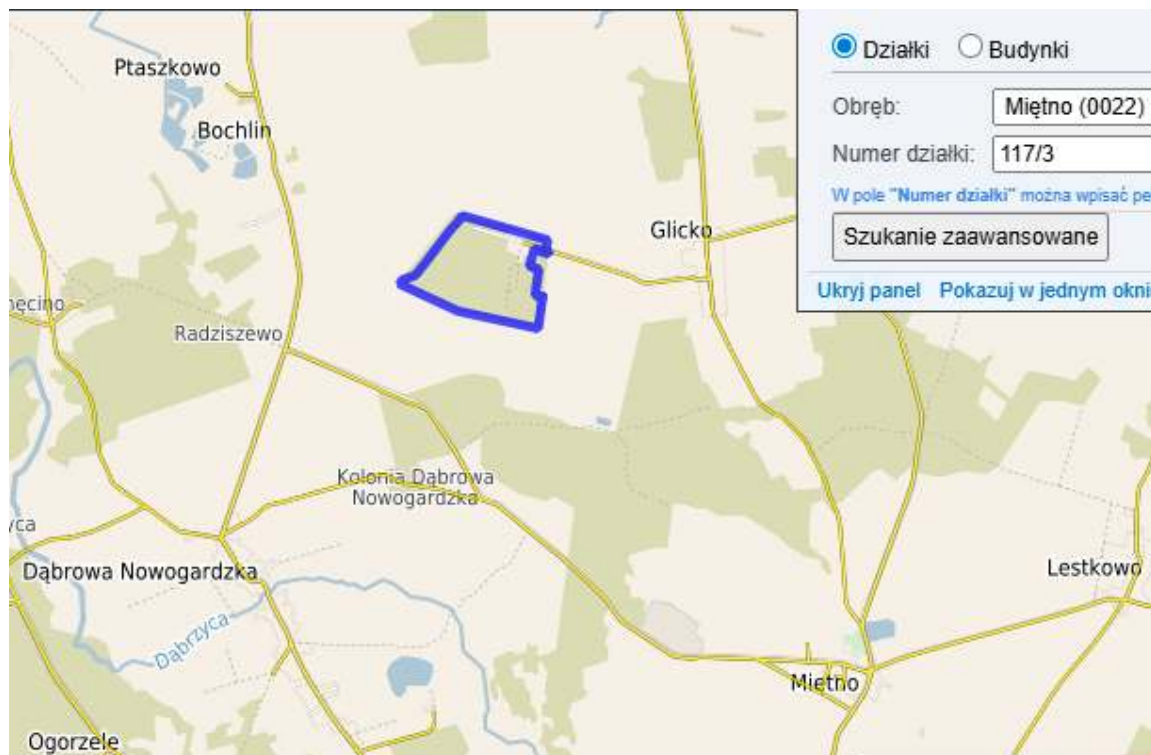 Ptaszkowo
Bochlin
Glicko
Radziszewo
Kolonia Dąbrowa
Nowogardzka
Dąbrowa Nowogardzka
Lestkowo
Dąbrzyca
Miętno
Ogorzele
Działki
Budynki
Obręb:
Miętno (0022)
Numer działki:
117/3
W pole "Numer działki" można wpisać pe
Szukanie zaawansowane
Ukryj panel Pokazuj w jednym okni